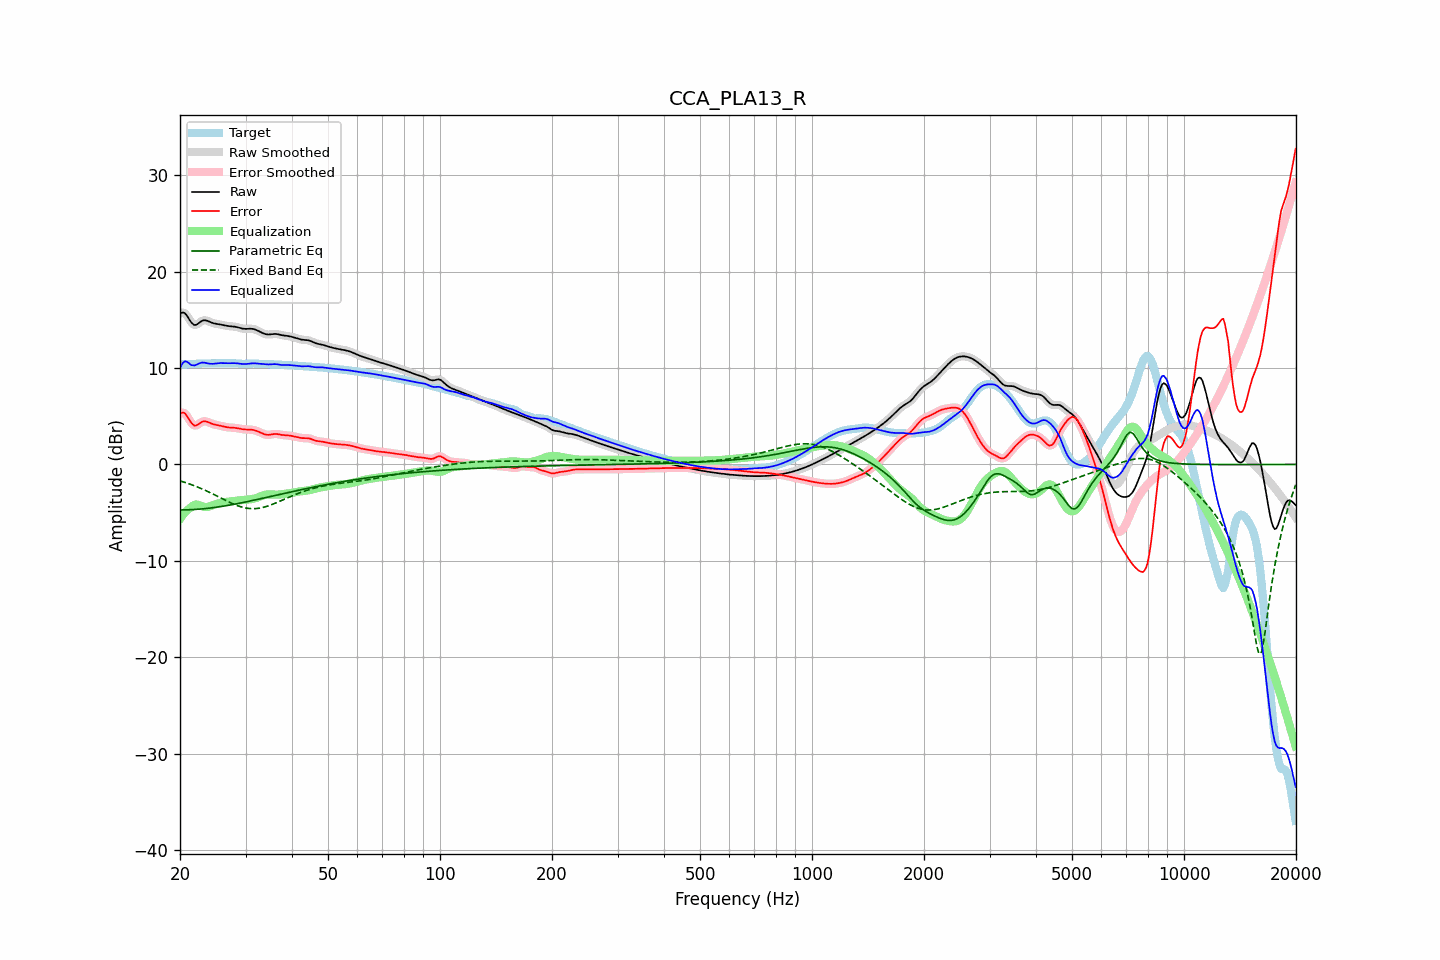 CCA_PLA13_R
Target
Raw Smoothed
Error Smoothed
Raw
Error
Equalization
Parametric Eq
Fixed Band Eq
Equalized
30
20
10
0
−10
−20
−30
−40
Amplitude (dBr)
20 50 100 200 500 1000 2000 5000 10000 20000
Frequency (Hz)